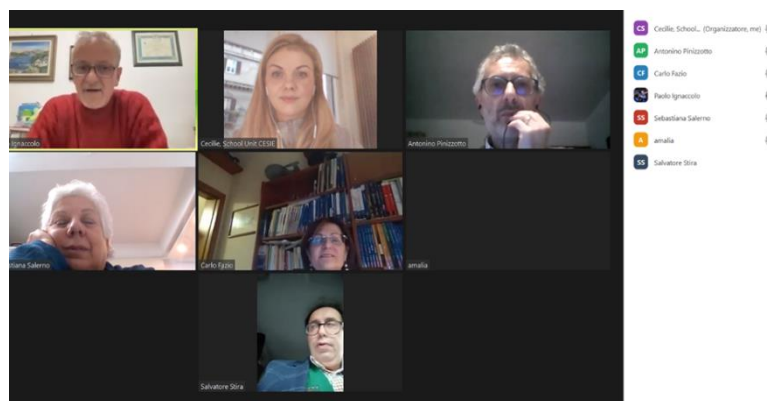 Ignaccolo
Cecilie, School Unit CESIE
Antonino Pinizzotto
tiana Salerno
Carlo Fazio
amalia
Salvatore Stira
CS Cecilie, School... (Organizzatore, me)
AP Antonino Pinizzotto
CF Carlo Fazio
Paolo Ignaccolo
SS Sebastiana Salerno
A amalia
SS Salvatore Stira